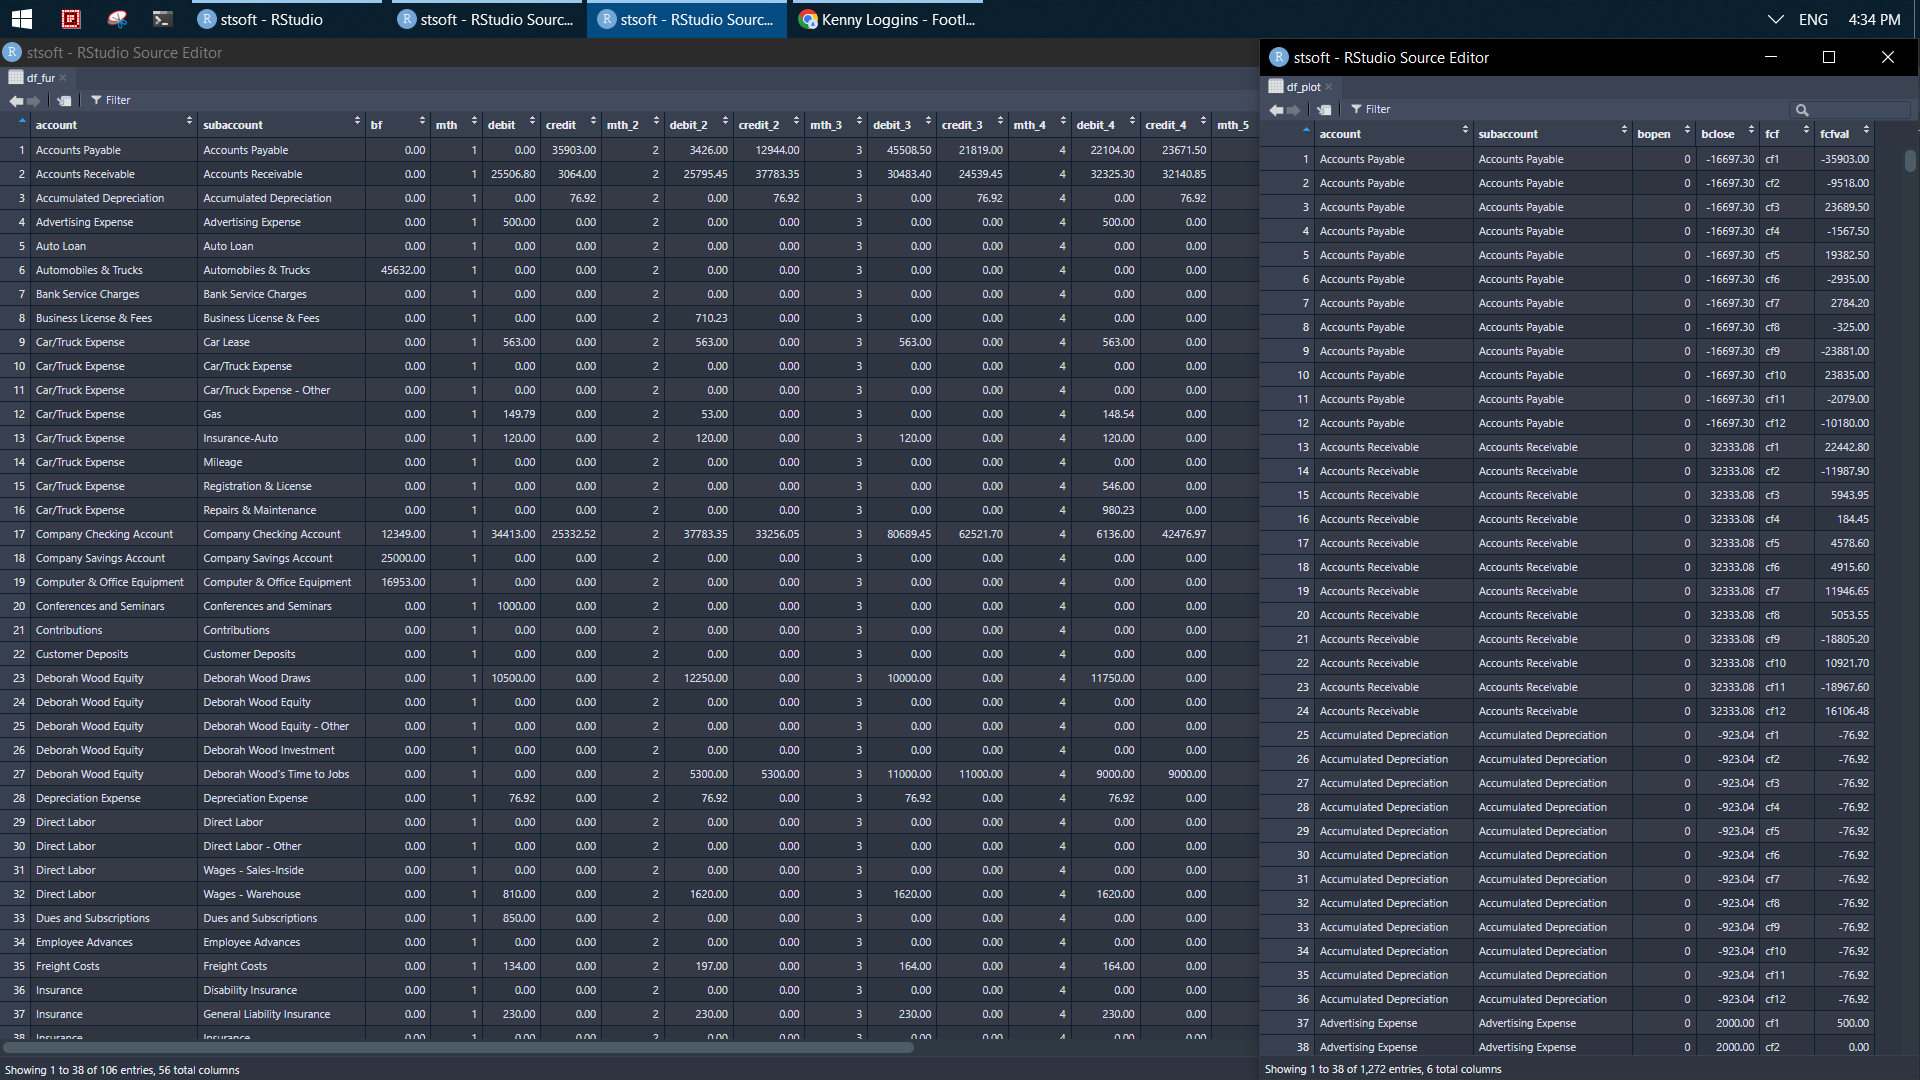 stsoft - RStudio
stsoft - RStudio Sourc...
stsoft - RStudio Sourc...
Kenny Loggins - Footl...
ENG 4:34 PM
stsoft - RStudio Source Editor
df_fur
Filter
account subaccount bf mth debit credit mth_2 debit_2 credit_2 mth_3 debit_3 credit_3 mth_4 debit_4 credit_4 mth_5
1 Accounts Payable Accounts Payable 0.00 1 0.00 35903.00 2 3426.00 12944.00 3 45508.50 21819.00 4 22104.00 23671.50
2 Accounts Receivable Accounts Receivable 0.00 1 25506.80 3064.00 2 25795.45 37783.35 3 30483.40 24539.45 4 32325.30 32140.85
3 Accumulated Depreciation Accumulated Depreciation 0.00 1 0.00 76.92 2 0.00 76.92 3 0.00 76.92 4 0.00 76.92
4 Advertising Expense Advertising Expense 0.00 1 500.00 0.00 2 0.00 0.00 3 0.00 0.00 4 500.00 0.00
5 Auto Loan Auto Loan 0.00 1 0.00 0.00 2 0.00 0.00 3 0.00 0.00 4 0.00 0.00
6 Automobiles & Trucks Automobiles & Trucks 45632.00 1 0.00 0.00 2 0.00 0.00 3 0.00 0.00 4 0.00 0.00
7 Bank Service Charges Bank Service Charges 0.00 1 0.00 0.00 2 0.00 0.00 3 0.00 0.00 4 0.00 0.00
8 Business License & Fees Business License & Fees 0.00 1 0.00 0.00 2 710.23 0.00 3 0.00 0.00 4 0.00 0.00
9 Car/Truck Expense Car Lease 0.00 1 563.00 0.00 2 563.00 0.00 3 563.00 0.00 4 563.00 0.00
10 Car/Truck Expense Car/Truck Expense 0.00 1 0.00 0.00 2 0.00 0.00 3 0.00 0.00 4 0.00 0.00
11 Car/Truck Expense Car/Truck Expense - Other 0.00 1 0.00 0.00 2 0.00 0.00 3 0.00 0.00 4 0.00 0.00
12 Car/Truck Expense Gas 0.00 1 149.79 0.00 2 53.00 0.00 3 0.00 0.00 4 148.54 0.00
13 Car/Truck Expense Insurance-Auto 0.00 1 120.00 0.00 2 120.00 0.00 3 120.00 0.00 4 120.00 0.00
14 Car/Truck Expense Mileage 0.00 1 0.00 0.00 2 0.00 0.00 3 0.00 0.00 4 0.00 0.00
15 Car/Truck Expense Registration & License 0.00 1 0.00 0.00 2 0.00 0.00 3 0.00 0.00 4 546.00 0.00
16 Car/Truck Expense Repairs & Maintenance 0.00 1 0.00 0.00 2 0.00 0.00 3 0.00 0.00 4 980.23 0.00
17 Company Checking Account Company Checking Account 12349.00 1 34413.00 25332.52 2 37783.35 33256.05 3 80689.45 62521.70 4 6136.00 42476.97
18 Company Savings Account Company Savings Account 25000.00 1 0.00 0.00 2 0.00 0.00 3 0.00 0.00 4 0.00 0.00
19 Computer & Office Equipment Computer & Office Equipment 16953.00 1 0.00 0.00 2 0.00 0.00 3 0.00 0.00 4 0.00 0.00
20 Conferences and Seminars Conferences and Seminars 0.00 1 1000.00 0.00 2 0.00 0.00 3 0.00 0.00 4 0.00 0.00
21 Contributions Contributions 0.00 1 0.00 0.00 2 0.00 0.00 3 0.00 0.00 4 0.00 0.00
22 Customer Deposits Customer Deposits 0.00 1 0.00 0.00 2 0.00 0.00 3 0.00 0.00 4 0.00 0.00
23 Deborah Wood Equity Deborah Wood Draws 0.00 1 10500.00 0.00 2 12250.00 0.00 3 10000.00 0.00 4 11750.00 0.00
24 Deborah Wood Equity Deborah Wood Equity 0.00 1 0.00 0.00 2 0.00 0.00 3 0.00 0.00 4 0.00 0.00
25 Deborah Wood Equity Deborah Wood Equity - Other 0.00 1 0.00 0.00 2 0.00 0.00 3 0.00 0.00 4 0.00 0.00
26 Deborah Wood Equity Deborah Wood Investment 0.00 1 0.00 0.00 2 0.00 0.00 3 0.00 0.00 4 0.00 0.00
27 Deborah Wood Equity Deborah Wood's Time to Jobs 0.00 1 0.00 0.00 2 5300.00 5300.00 3 11000.00 11000.00 4 9000.00 9000.00
28 Depreciation Expense Depreciation Expense 0.00 1 76.92 0.00 2 76.92 0.00 3 76.92 0.00 4 76.92 0.00
29 Direct Labor Direct Labor 0.00 1 0.00 0.00 2 0.00 0.00 3 0.00 0.00 4 0.00 0.00
30 Direct Labor Direct Labor - Other 0.00 1 0.00 0.00 2 0.00 0.00 3 0.00 0.00 4 0.00 0.00
31 Direct Labor Wages - Sales-Inside 0.00 1 0.00 0.00 2 0.00 0.00 3 0.00 0.00 4 0.00 0.00
32 Direct Labor Wages - Warehouse 0.00 1 810.00 0.00 2 1620.00 0.00 3 1620.00 0.00 4 1620.00 0.00
33 Dues and Subscriptions Dues and Subscriptions 0.00 1 850.00 0.00 2 0.00 0.00 3 0.00 0.00 4 0.00 0.00
34 Employee Advances Employee Advances 0.00 1 0.00 0.00 2 0.00 0.00 3 0.00 0.00 4 0.00 0.00
35 Freight Costs Freight Costs 0.00 1 134.00 0.00 2 197.00 0.00 3 164.00 0.00 4 164.00 0.00
36 Insurance Disability Insurance 0.00 1 0.00 0.00 2 0.00 0.00 3 0.00 0.00 4 0.00 0.00
37 Insurance General Liability Insurance 0.00 1 230.00 0.00 2 230.00 0.00 3 230.00 0.00 4 230.00 0.00
38 Insurance Insurance 0.00 1 0.00 0.00 2 0.00 0.00 3 0.00 0.00 4 0.00 0.00
Showing 1 to 38 of 106 entries, 56 total columns
stsoft - RStudio Source Editor
df_plot
Filter
account subaccount bopen bclose fcf fcfval
1 Accounts Payable Accounts Payable 0 -16697.30 cf1 -35903.00
2 Accounts Payable Accounts Payable 0 -16697.30 cf2 -9518.00
3 Accounts Payable Accounts Payable 0 -16697.30 cf3 23689.50
4 Accounts Payable Accounts Payable 0 -16697.30 cf4 -1567.50
5 Accounts Payable Accounts Payable 0 -16697.30 cf5 19382.50
6 Accounts Payable Accounts Payable 0 -16697.30 cf6 -2935.00
7 Accounts Payable Accounts Payable 0 -16697.30 cf7 2784.20
8 Accounts Payable Accounts Payable 0 -16697.30 cf8 -325.00
9 Accounts Payable Accounts Payable 0 -16697.30 cf9 -23881.00
10 Accounts Payable Accounts Payable 0 -16697.30 cf10 23835.00
11 Accounts Payable Accounts Payable 0 -16697.30 cf11 -2079.00
12 Accounts Payable Accounts Payable 0 -16697.30 cf12 -10180.00
13 Accounts Receivable Accounts Receivable 0 32333.08 cf1 22442.80
14 Accounts Receivable Accounts Receivable 0 32333.08 cf2 -11987.90
15 Accounts Receivable Accounts Receivable 0 32333.08 cf3 5943.95
16 Accounts Receivable Accounts Receivable 0 32333.08 cf4 184.45
17 Accounts Receivable Accounts Receivable 0 32333.08 cf5 4578.60
18 Accounts Receivable Accounts Receivable 0 32333.08 cf6 4915.60
19 Accounts Receivable Accounts Receivable 0 32333.08 cf7 11946.65
20 Accounts Receivable Accounts Receivable 0 32333.08 cf8 5053.55
21 Accounts Receivable Accounts Receivable 0 32333.08 cf9 -18805.20
22 Accounts Receivable Accounts Receivable 0 32333.08 cf10 10921.70
23 Accounts Receivable Accounts Receivable 0 32333.08 cf11 -18967.60
24 Accounts Receivable Accounts Receivable 0 32333.08 cf12 16106.48
25 Accumulated Depreciation Accumulated Depreciation 0 -923.04 cf1 -76.92
26 Accumulated Depreciation Accumulated Depreciation 0 -923.04 cf2 -76.92
27 Accumulated Depreciation Accumulated Depreciation 0 -923.04 cf3 -76.92
28 Accumulated Depreciation Accumulated Depreciation 0 -923.04 cf4 -76.92
29 Accumulated Depreciation Accumulated Depreciation 0 -923.04 cf5 -76.92
30 Accumulated Depreciation Accumulated Depreciation 0 -923.04 cf6 -76.92
31 Accumulated Depreciation Accumulated Depreciation 0 -923.04 cf7 -76.92
32 Accumulated Depreciation Accumulated Depreciation 0 -923.04 cf8 -76.92
33 Accumulated Depreciation Accumulated Depreciation 0 -923.04 cf9 -76.92
34 Accumulated Depreciation Accumulated Depreciation 0 -923.04 cf10 -76.92
35 Accumulated Depreciation Accumulated Depreciation 0 -923.04 cf11 -76.92
36 Accumulated Depreciation Accumulated Depreciation 0 -923.04 cf12 -76.92
37 Advertising Expense Advertising Expense 0 2000.00 cf1 500.00
38 Advertising Expense Advertising Expense 0 2000.00 cf2 0.00
Showing 1 to 38 of 1,272 entries, 6 total columns